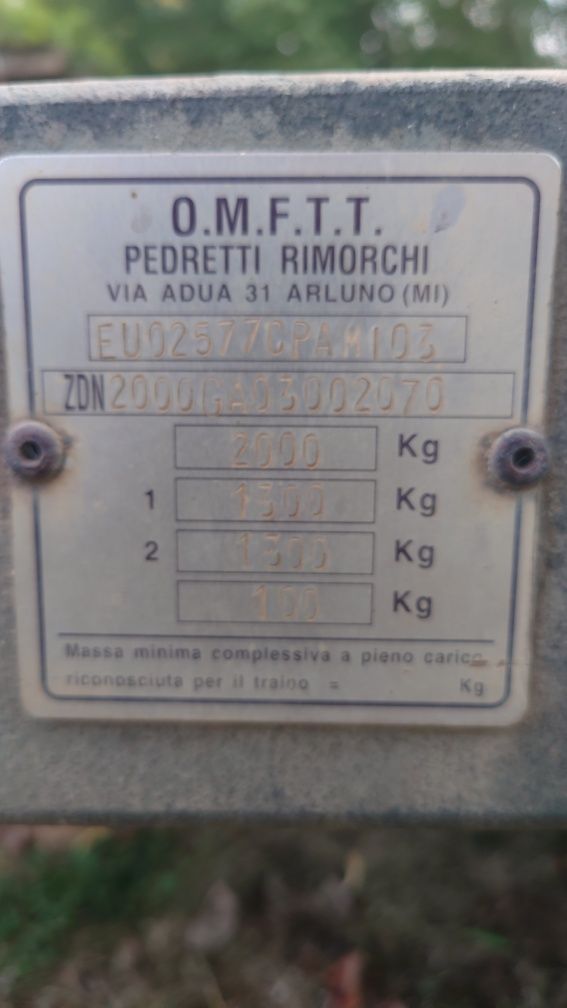 O.M.F.T.T.
PEDRETTI RIMORCHI
VIA ADUA 31 ARLUNO (MI)
EU02577CPAMI03
ZDN2000GA03002070
2000 Kg
1 1300 Kg
2 1300 Kg
100 Kg
Massa minima complessiva a pieno carico
riconosciuta per il traino = Kg